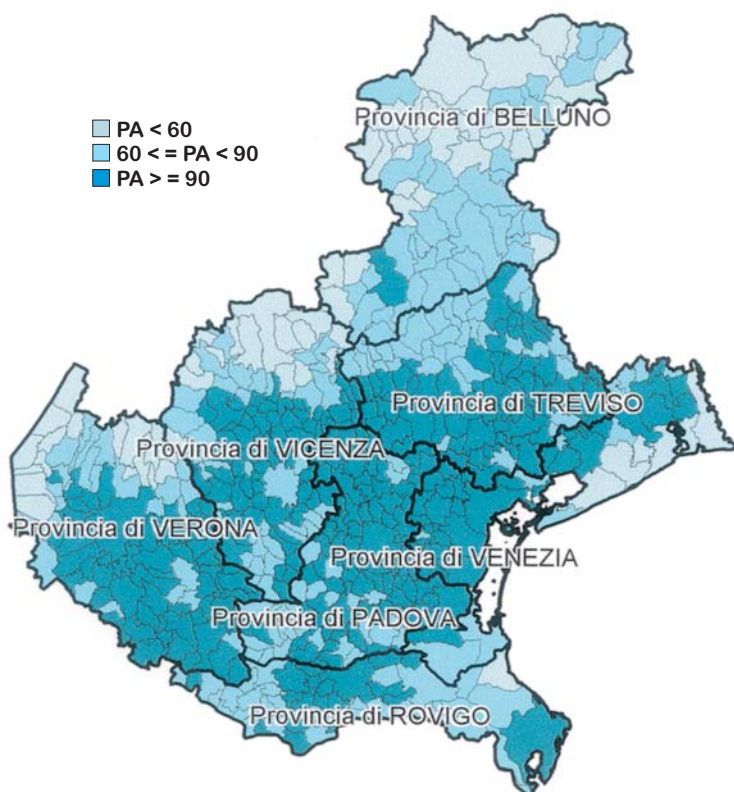 PA < 60
60 < = PA < 90
PA > = 90
Provincia di BELLUNO
Provincia di TREVISO
Provincia di VICENZA
Provincia di VERONA
Provincia di VENEZIA
Provincia di PADOVA
Provincia di ROVIGO